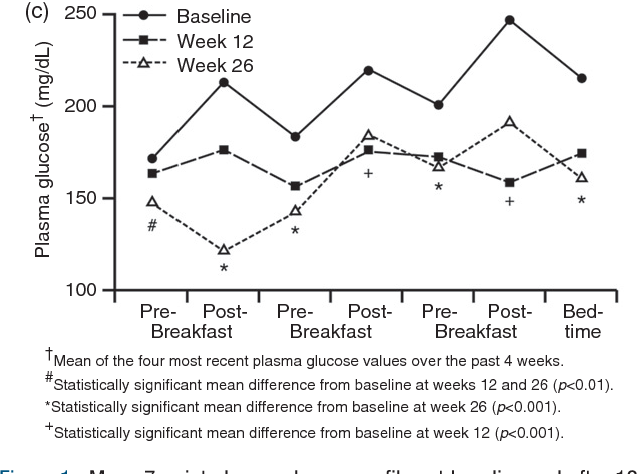 (c)
250
200
150
100
Plasma glucose† (mg/dL)
Baseline
Week 12
Week 26
#
*
*
+
*
+
*
Pre- Post- Pre- Post- Pre- Post- Bed-
Breakfast Breakfast Breakfast time
†Mean of the four most recent plasma glucose values over the past 4 weeks.
#Statistically significant mean difference from baseline at weeks 12 and 26 (p<0.01).
*Statistically significant mean difference from baseline at week 26 (p<0.001).
+Statistically significant mean difference from baseline at week 12 (p<0.001).